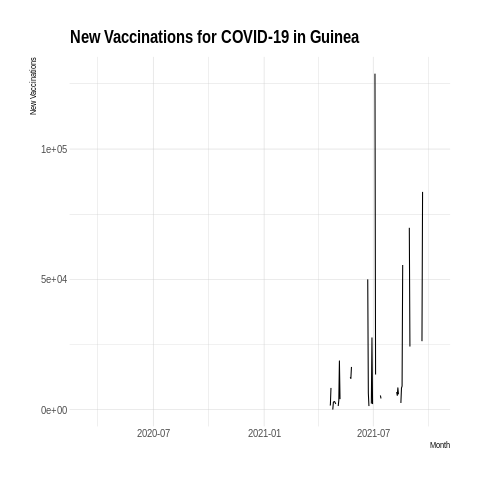 New Vaccinations for COVID-19 in Guinea
New Vaccinations
1e+05
5e+04
0e+00
2020-07
2021-01
2021-07
Month